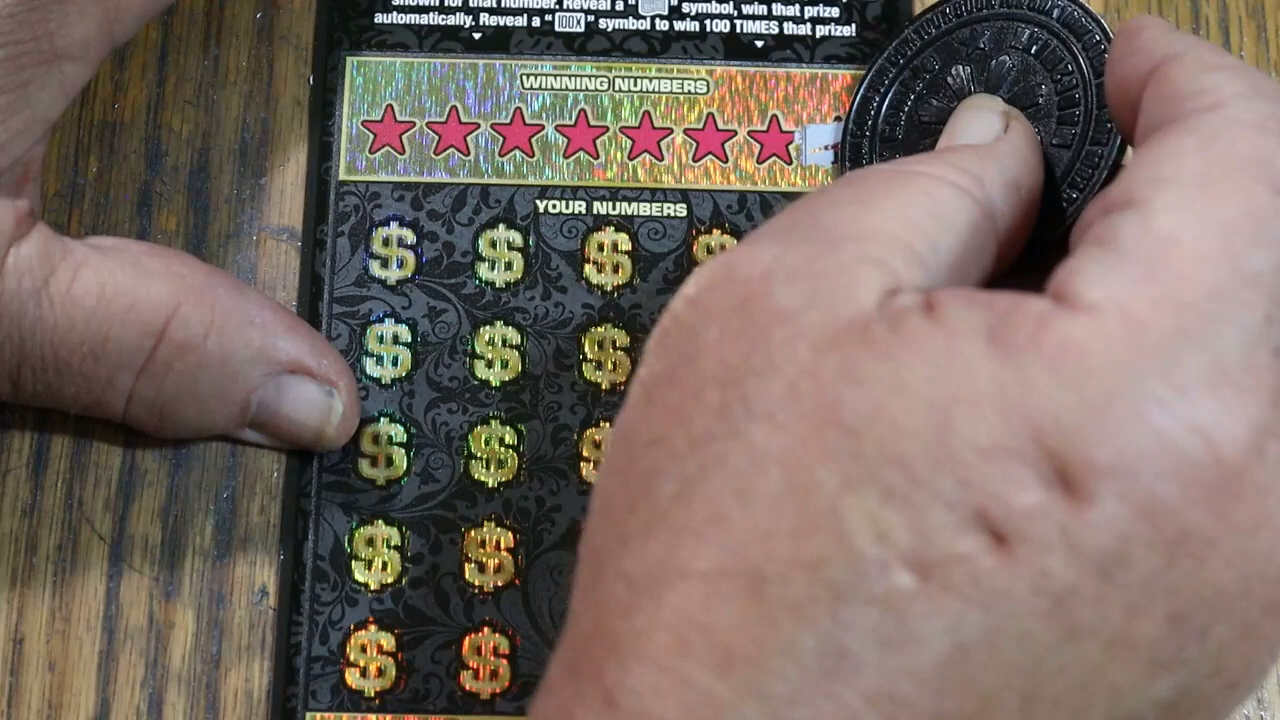 shown for that number. Reveal a " " symbol, win that prize
automatically. Reveal a " 100X " symbol to win 100 TIMES that prize!
WINNING NUMBERS
YOUR NUMBERS
$ $ $ $
$ $ $
$ $ $
$ $
$ $